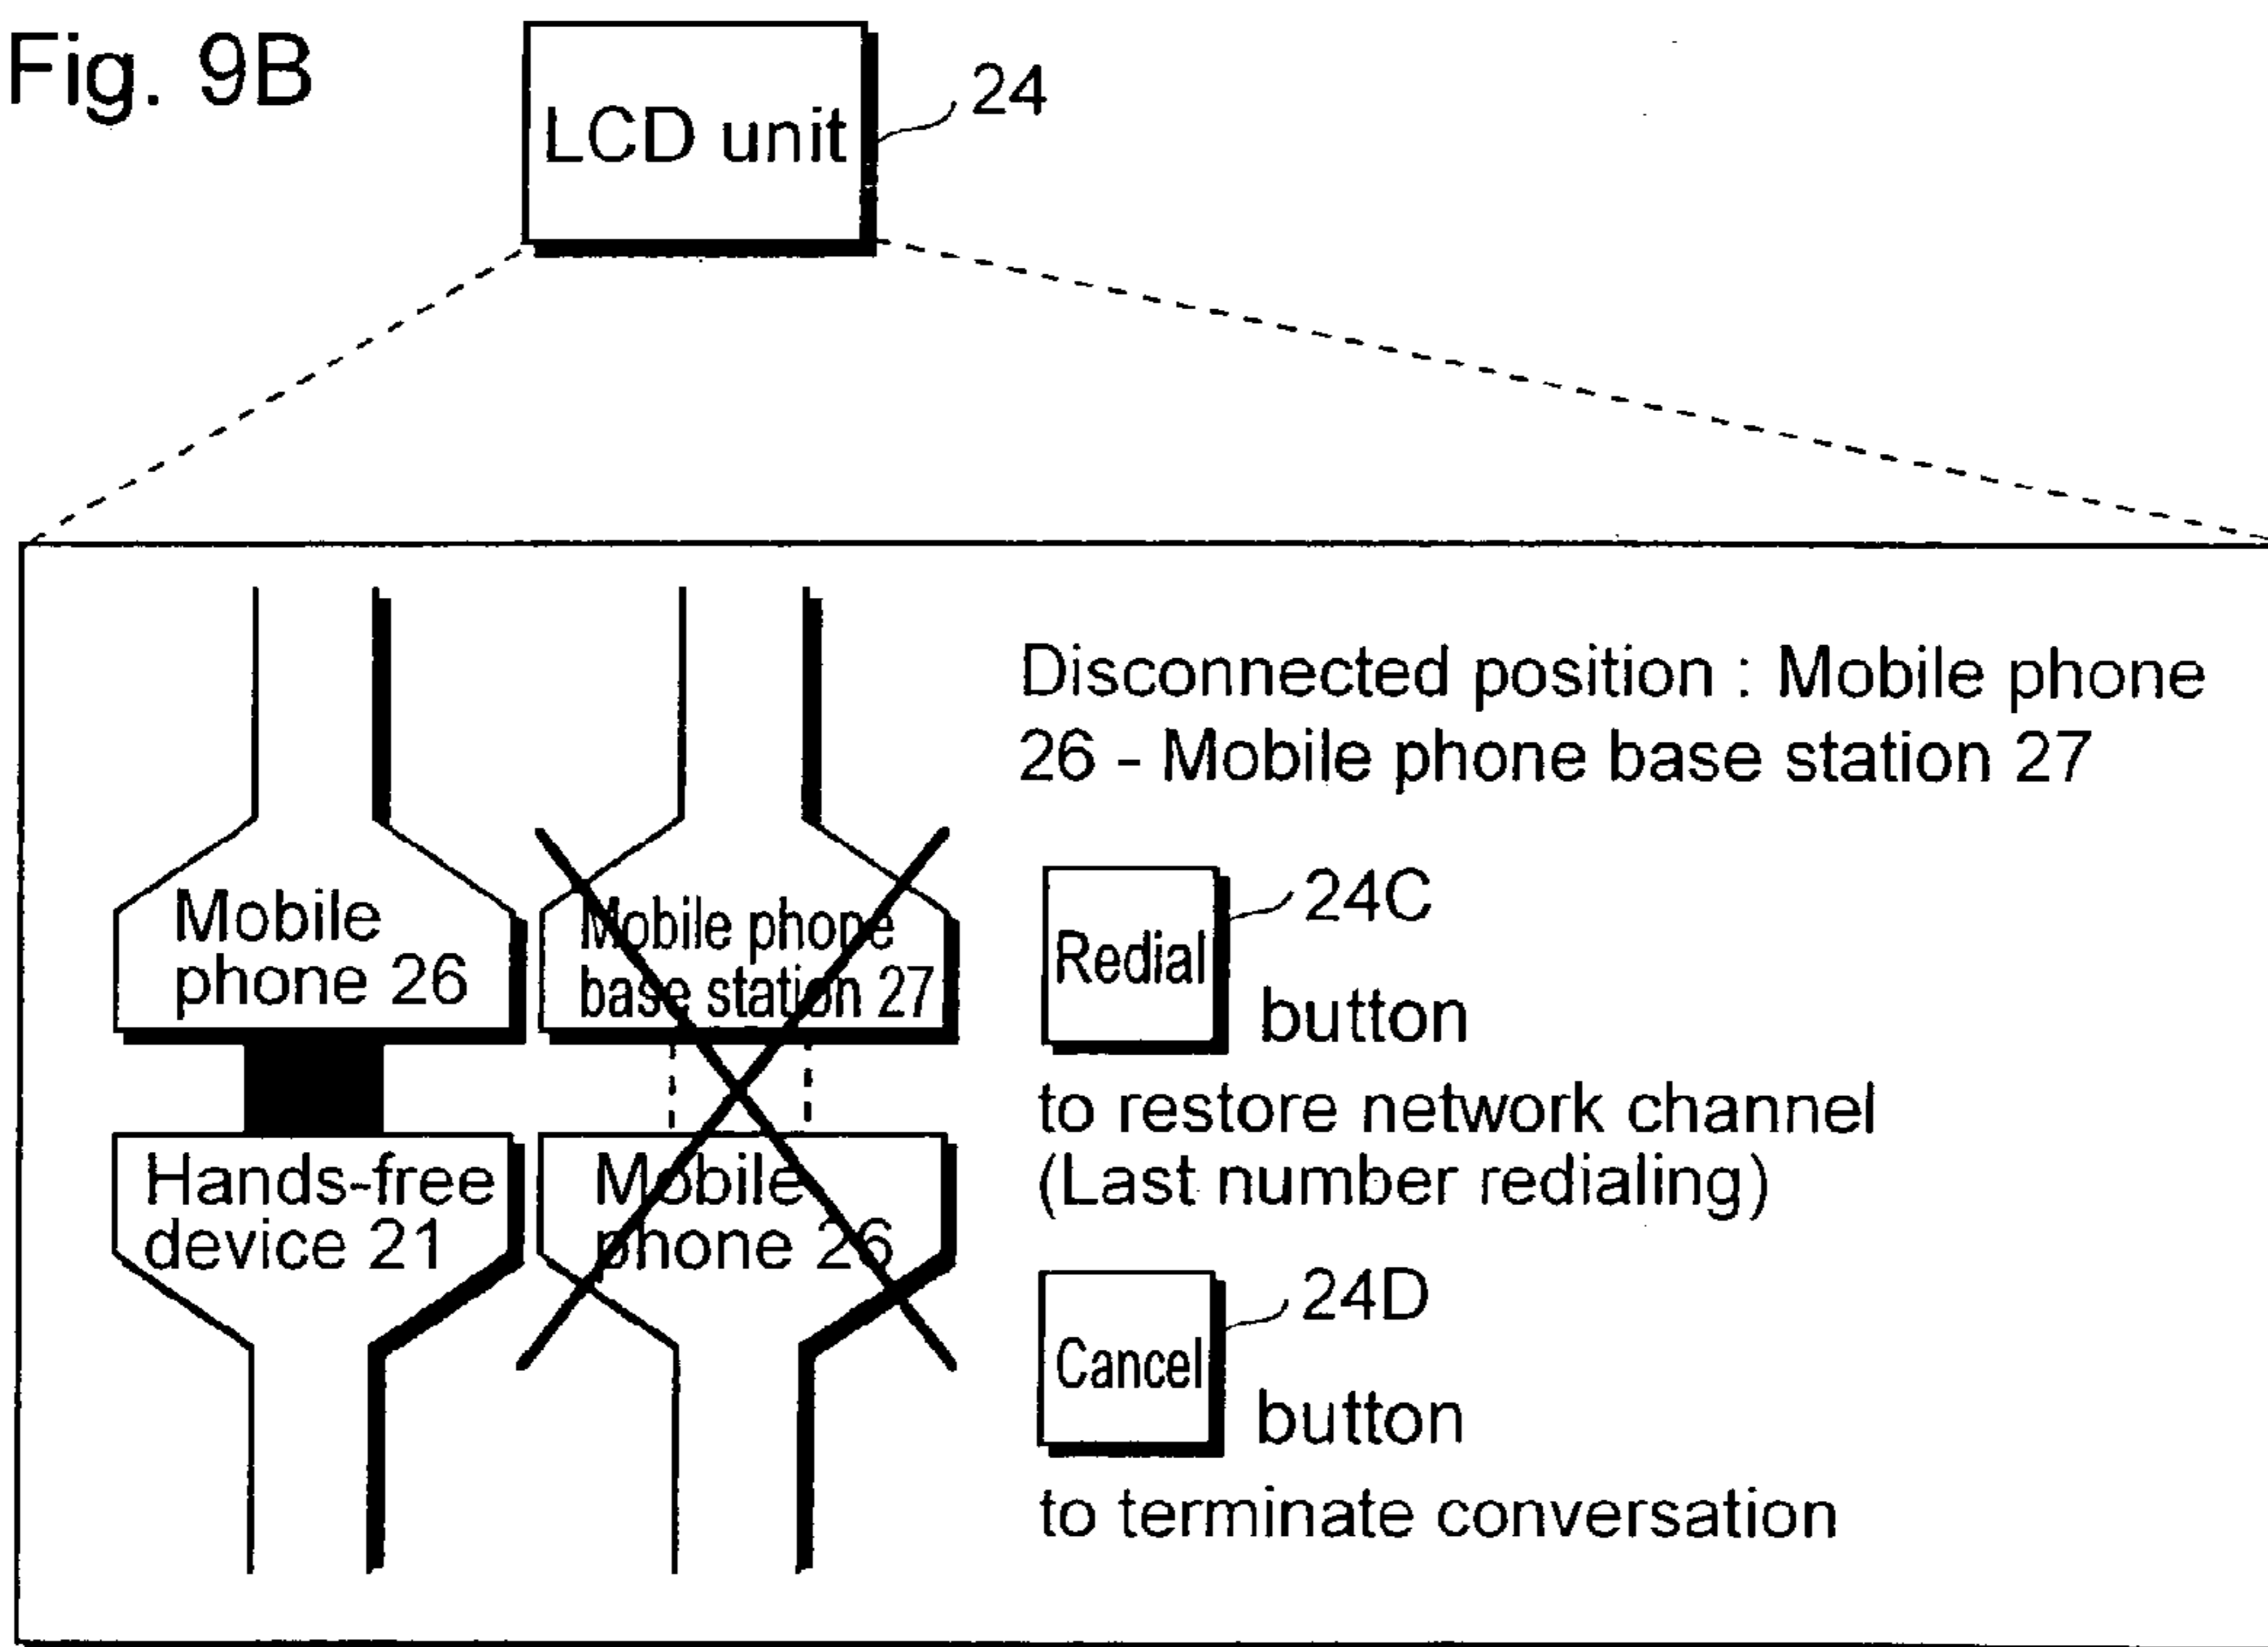 Fig. 9B
LCD unit
24
Disconnected position : Mobile phone
26 - Mobile phone base station 27
Mobile
phone 26
Mobile phone
base station 27
Hands-free
device 21
Mobile
phone 26
Redial
24C
button
to restore network channel
(Last number redialing)
Cancel
24D
button
to terminate conversation